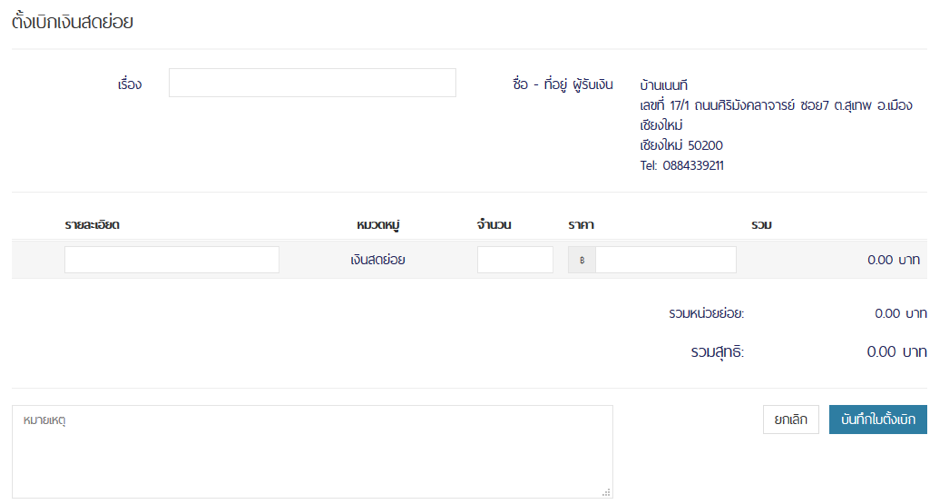 ตั้งเบิกเงินสดย่อย
เรื่อง
ชื่อ - ที่อยู่ ผู้รับเงิน
บ้านเนนที
เลขที่ 17/1 ถนนศิริมังคลาจารย์ ซอย7 ต.สุเทพ อ.เมือง
เชียงใหม่
เชียงใหม่ 50200
Tel: 0884339211
รายละเอียด หมวดหมู่ จำนวน ราคา รวม
เงินสดย่อย ฿ 0.00 บาท
รวมหน่วยย่อย: 0.00 บาท
รวมสุทธิ: 0.00 บาท
หมายเหตุ
ยกเลิก บันทึกใบตั้งเบิก